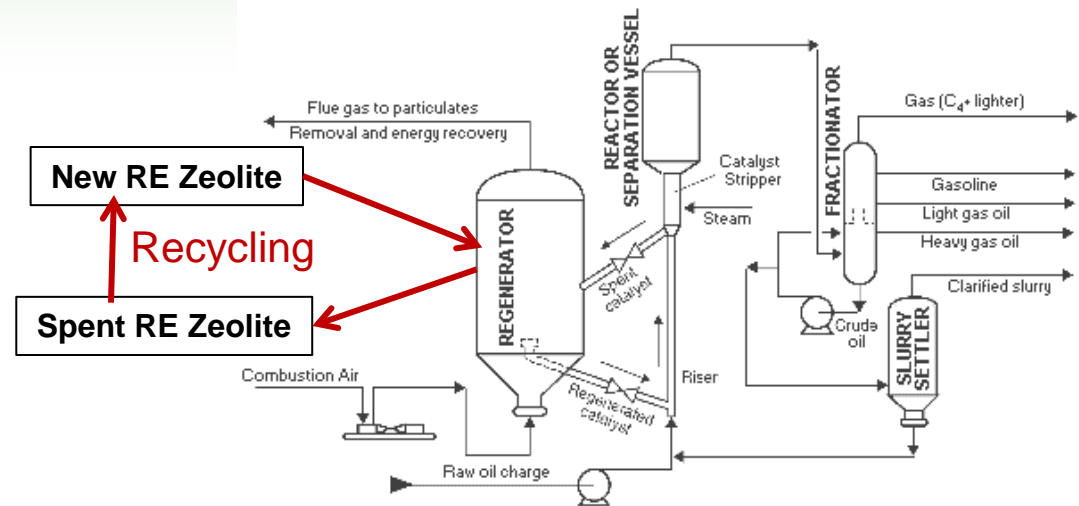 Flue gas to particulates
Removal and energy recovery
New RE Zeolite
Recycling
Spent RE Zeolite
REGENERATOR
Combustion Air
Raw oil charge
REACTOR OR
SEPARATION VESSEL
Catalyst
Stripper
Steam
Spent
catalyst
Riser
Regenerated
catalyst
FRACTIONATOR
Gas (C₄+ lighter)
Gasoline
Light gas oil
Heavy gas oil
Clarified slurry
Crude
oil
SLURRY
SETTLER